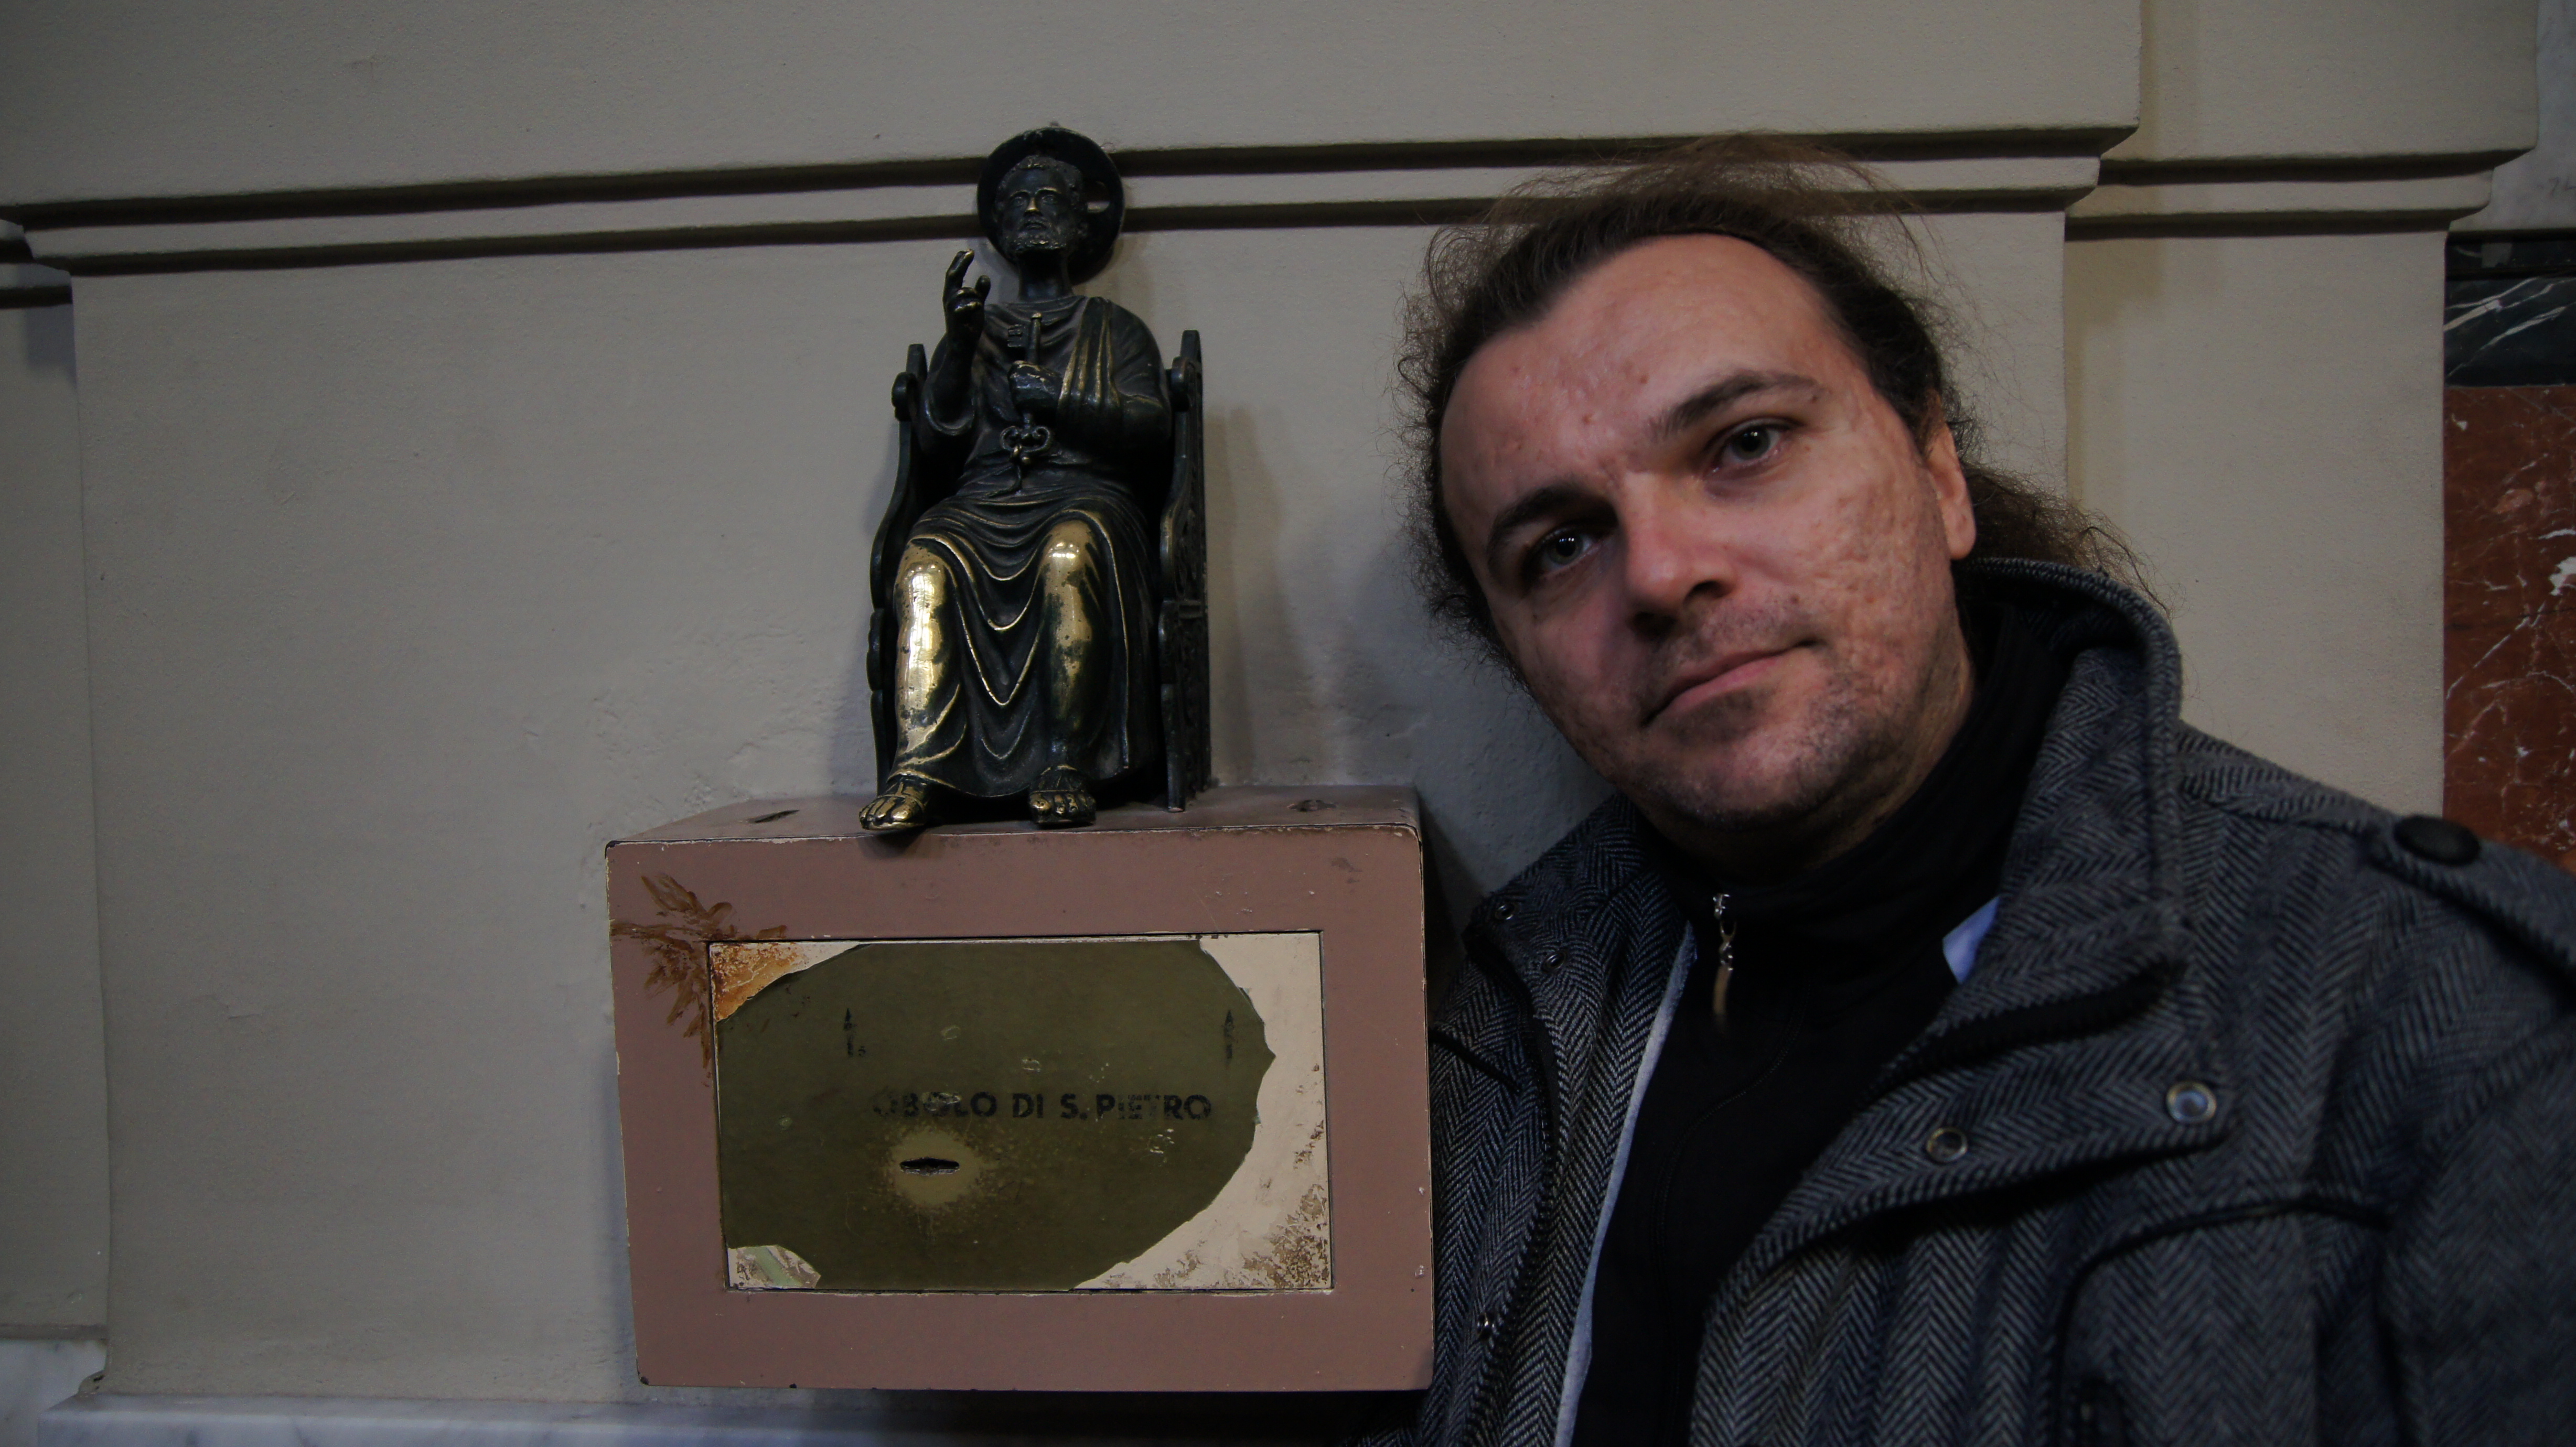 OBOLO DI S. PIETRO